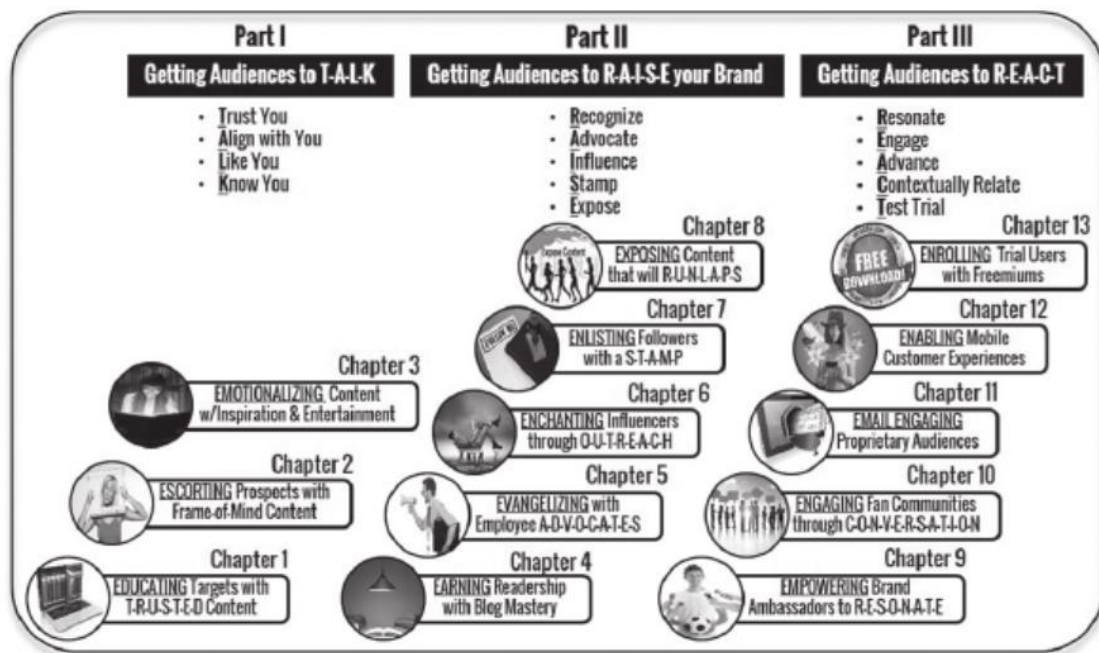 Part I
Getting Audiences to T-A-L-K
• Trust You
• Align with You
• Like You
• Know You
Chapter 3
EMOTIONALIZING Content
w/Inspiration & Entertainment
Chapter 2
ESCORTING Prospects with
Frame-of-Mind Content
Chapter 1
EDUCATING Targets with
T-R-U-S-T-E-D Content
Part II
Getting Audiences to R-A-I-S-E your Brand
• Recognize
• Advocate
• Influence
• Stamp
• Expose
Chapter 8
Expose Content
EXPOSING Content
that will R-U-N-L-A-P-S
Chapter 7
ENLISTING Followers
with a S-T-A-M-P
Chapter 6
ENCHANTING Influencers
through O-U-T-R-E-A-C-H
Chapter 5
EVANGELIZING with
Employee A-D-V-O-C-A-T-E-S
Chapter 4
EARNING Readership
with Blog Mastery
Part III
Getting Audiences to R-E-A-C-T
• Resonate
• Engage
• Advance
• Contextually Relate
• Test Trial
Chapter 13
FREE
DOWNLOAD!
ENROLLING Trial Users
with Freemiums
Chapter 12
ENABLING Mobile
Customer Experiences
Chapter 11
EMAIL ENGAGING
Proprietary Audiences
Chapter 10
ENGAGING Fan Communities
through C-O-N-V-E-R-S-A-T-I-O-N
Chapter 9
EMPOWERING Brand
Ambassadors to R-E-S-O-N-A-T-E